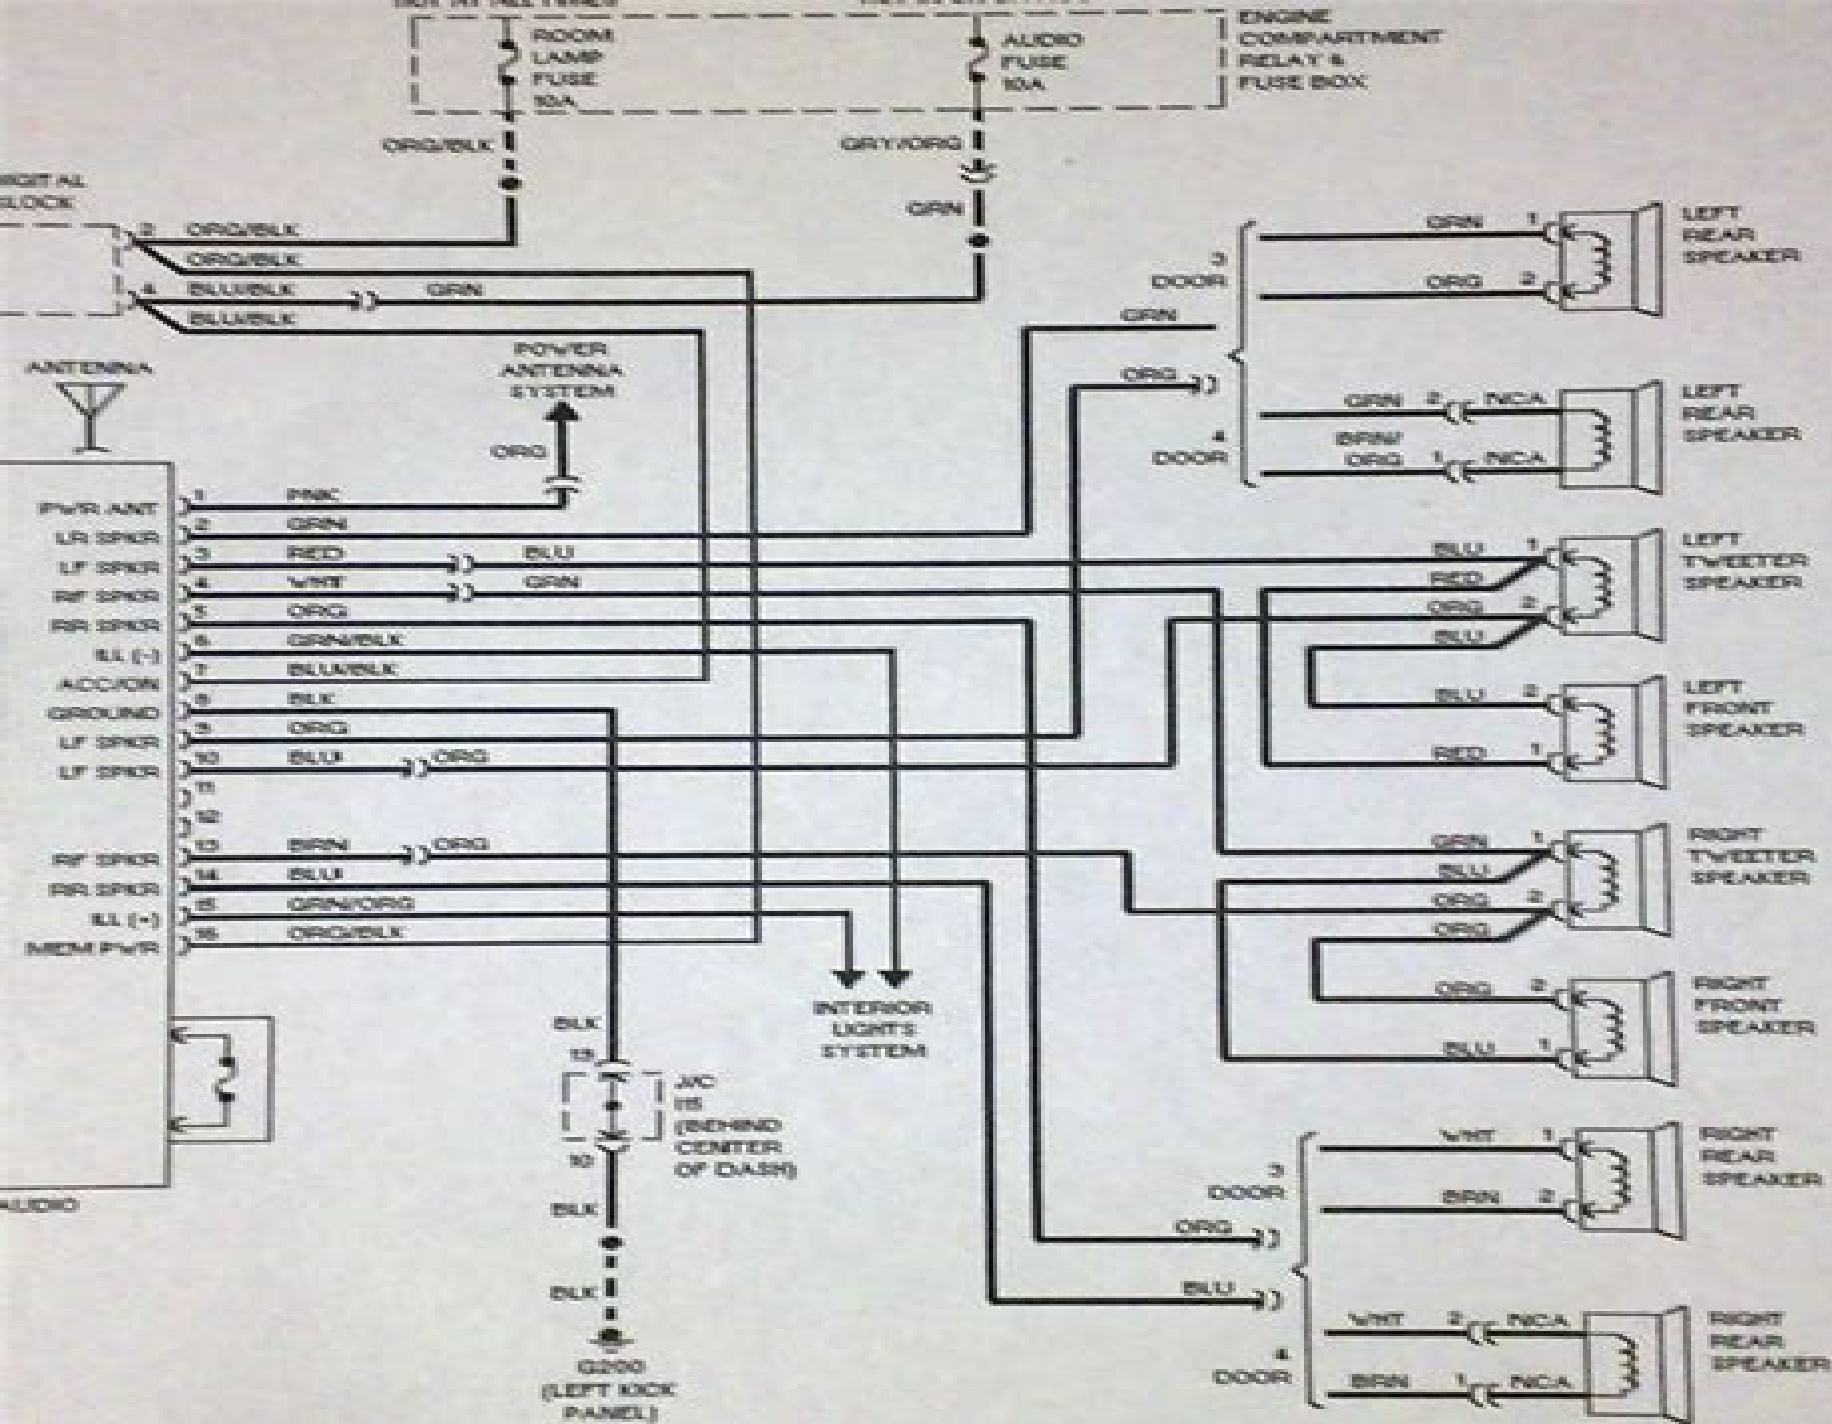 ROOM
LAMP
FUSE
10A
AUDIO
FUSE
10A
ENGINE
COMPARTMENT
RELAY &
FUSE BOX
ORG/BLK
GRY/ORG
GRN
2 ORG/BLK
ORG/BLK
4 BLU/BLK GRN
BLU/BLK
ANTENNA
POWER
ANTENNA
SYSTEM
ORG
3
DOOR
GRN
ORG
4
DOOR
GRN 1
ORG 2
LEFT
REAR
SPEAKER
GRN 2 NCA
BRN/
ORG 1 NCA
LEFT
REAR
SPEAKER
PWR ANT 1 PNK
LR SPKR 2 GRN
LF SPKR 3 RED BLU
RF SPKR 4 WHT GRN
RR SPKR 5 ORG
ILL (-) 6 GRN/BLK
ACC/ON 7 BLU/BLK
GROUND 8 BLK
LF SPKR 9 ORG
LF SPKR 10 BLU ORG
11
12
RF SPKR 13 BRN ORG
RR SPKR 14 BLU
ILL (+) 15 GRN/ORG
MEM PWR 16 ORG/BLK
BLU 1
RED
ORG 2
BLU
LEFT
TWEETER
SPEAKER
BLU 2
RED 1
LEFT
FRONT
SPEAKER
GRN 1
BLU
ORG 2
ORG
RIGHT
TWEETER
SPEAKER
ORG 2
BLU 1
RIGHT
FRONT
SPEAKER
INTERIOR
LIGHTS
SYSTEM
BLK
13
J/C
(BEHIND
CENTER
OF DASH)
10
BLK
BLK
G200
(LEFT KICK
PANEL)
AUDIO
3
DOOR
ORG
BLU
4
DOOR
WHT 1
BRN 2
RIGHT
REAR
SPEAKER
WHT 2 NCA
BRN 1 NCA
RIGHT
REAR
SPEAKER